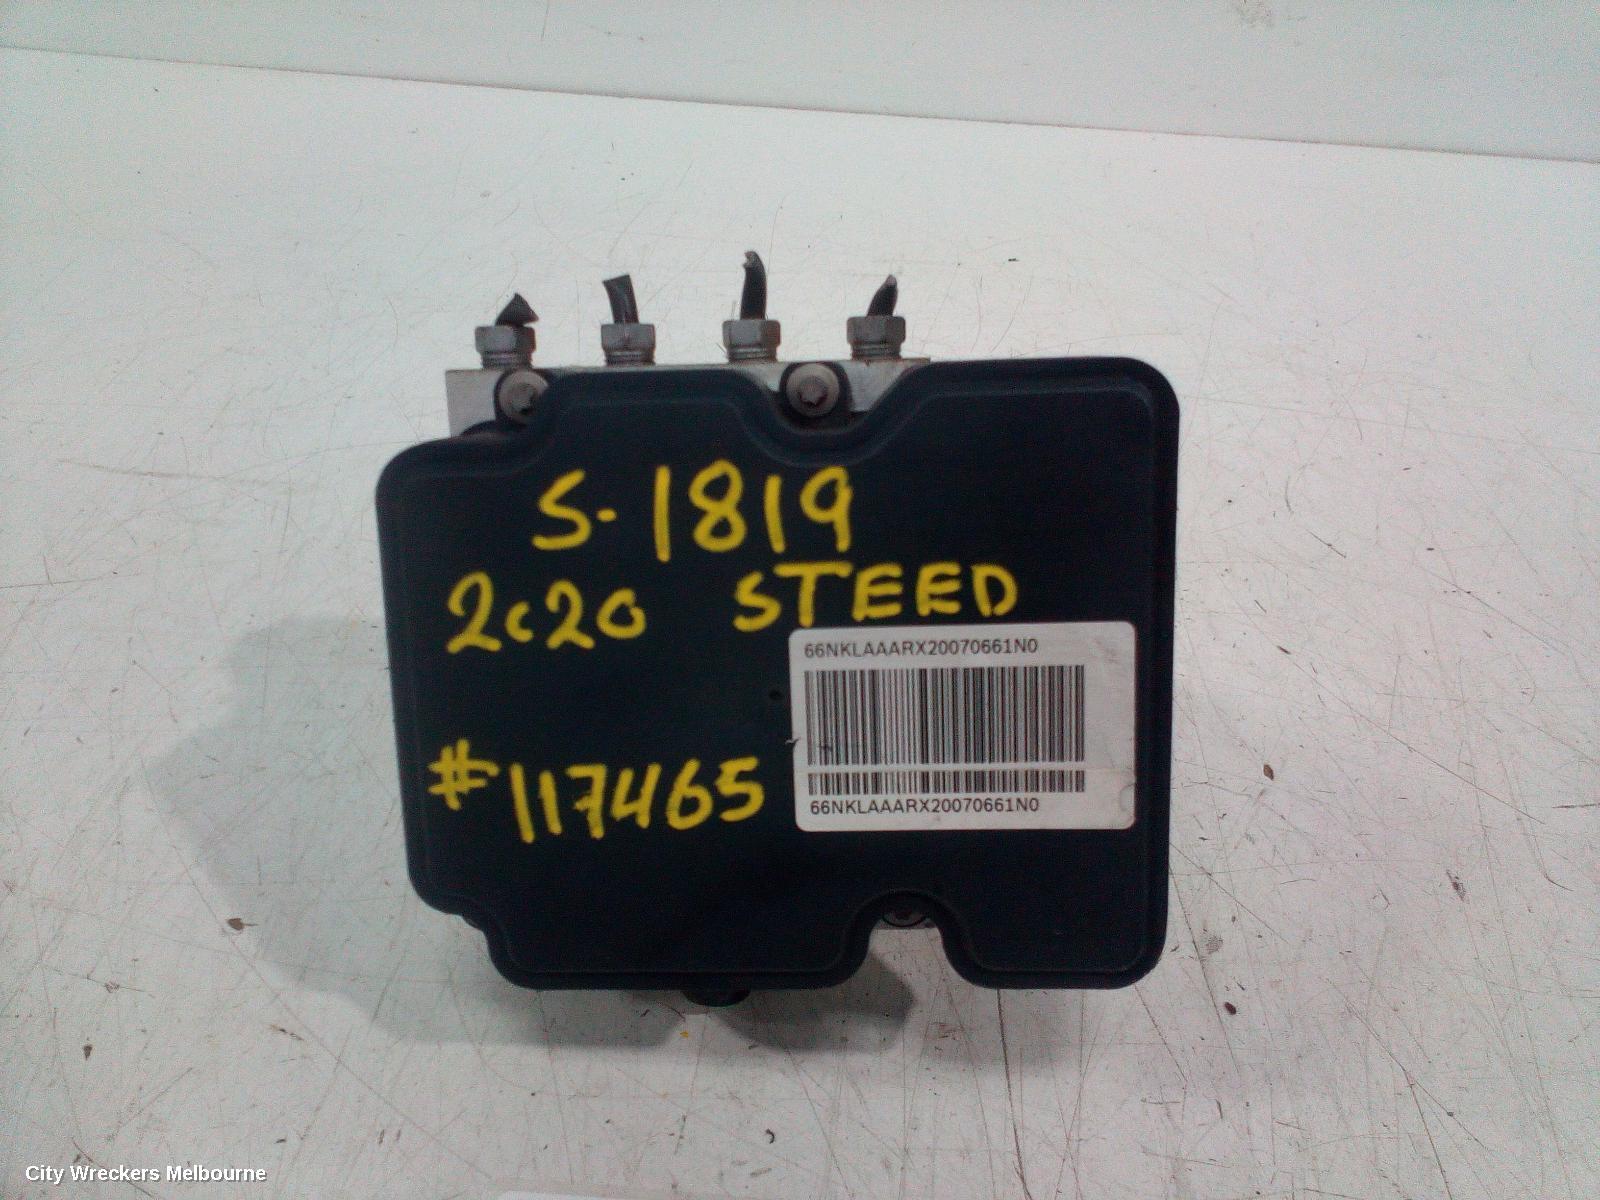 S-1819
2c20 STEED
66NKLAAARX20070661N0
#117465
66NKLAAARX20070661N0
City Wreckers Melbourne